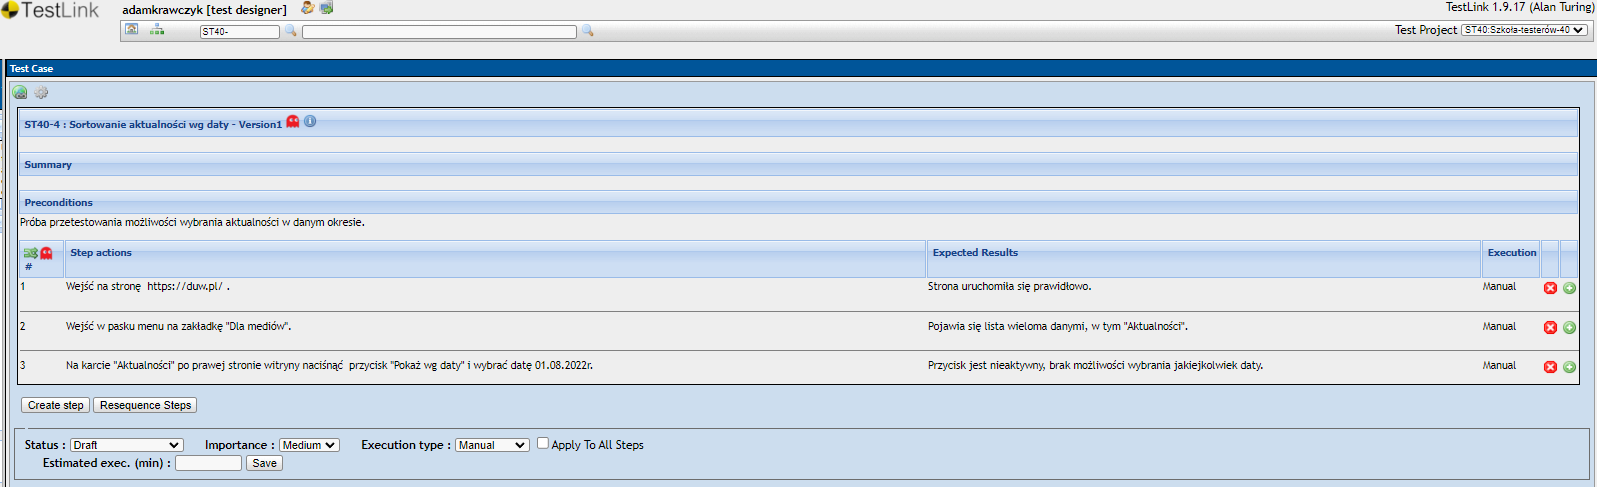 TestLink
adamkrawczyk [test designer]
TestLink 1.9.17 (Alan Turing)
ST40-
Test Project ST40:Szkoła-testerów-40
Test Case
ST40-4 : Sortowanie aktualności wg daty - Version1
Summary
Preconditions
Próba przetestowania możliwości wybrania aktualności w danym okresie.
# Step actions Expected Results Execution
1 Wejść na stronę https://duw.pl/ . Strona uruchomiła się prawidłowo. Manual
2 Wejść w pasku menu na zakładkę "Dla mediów". Pojawia się lista wieloma danymi, w tym "Aktualności". Manual
3 Na karcie "Aktualności" po prawej stronie witryny naciśnąć przycisk "Pokaż wg daty" i wybrać datę 01.08.2022r. Przycisk jest nieaktywny, brak możliwości wybrania jakiejkolwiek daty. Manual
Create step Resequence Steps
Status : Draft Importance : Medium Execution type : Manual Apply To All Steps
Estimated exec. (min) : Save